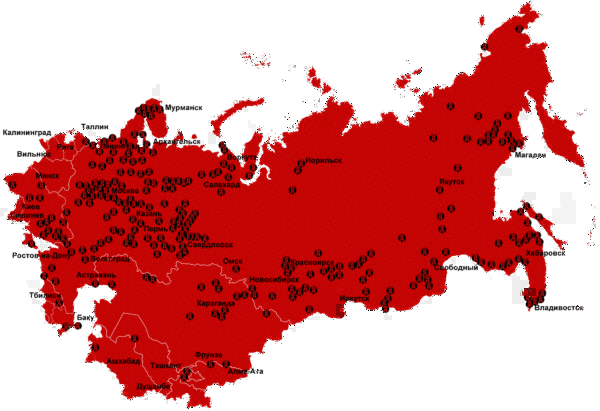 Мурманск
Таллин
Калининград
Рига
Архангельск
Вильнюс
Воркута
Норильск
Магадан
Минск
Салехард
Якутск
Москва
Киев
Казань
Кишинев
Пермь
Свердловск
Хабаровск
Ростов-на-Дону
Волгоград
Омск
Красноярск
Свободный
Астрахань
Новосибирск
Тбилиси
Караганда
Иркутск
Владивосток
Баку
Фрунзе
Ашхабад
Ташкент
Алма-Ата
Душанбе